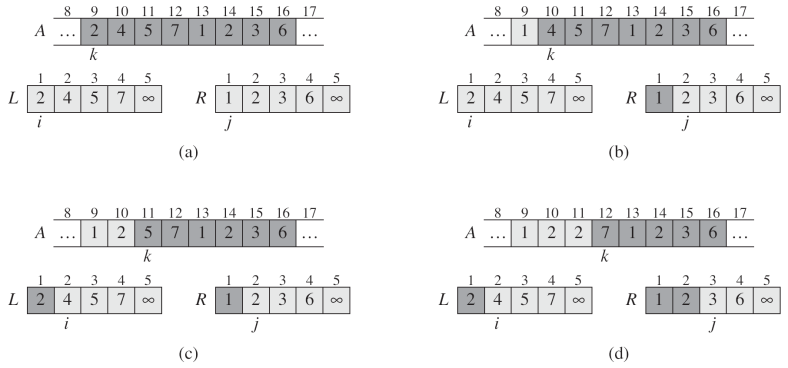 8 9 10 11 12 13 14 15 16 17
A … 2 4 5 7 1 2 3 6 …
k
1 2 3 4 5
L 2 4 5 7 ∞
i
1 2 3 4 5
R 1 2 3 6 ∞
j
(a)
8 9 10 11 12 13 14 15 16 17
A … 1 4 5 7 1 2 3 6 …
k
1 2 3 4 5
L 2 4 5 7 ∞
i
1 2 3 4 5
R 1 2 3 6 ∞
j
(b)
8 9 10 11 12 13 14 15 16 17
A … 1 2 5 7 1 2 3 6 …
k
1 2 3 4 5
L 2 4 5 7 ∞
i
1 2 3 4 5
R 1 2 3 6 ∞
j
(c)
8 9 10 11 12 13 14 15 16 17
A … 1 2 2 7 1 2 3 6 …
k
1 2 3 4 5
L 2 4 5 7 ∞
i
1 2 3 4 5
R 1 2 3 6 ∞
j
(d)